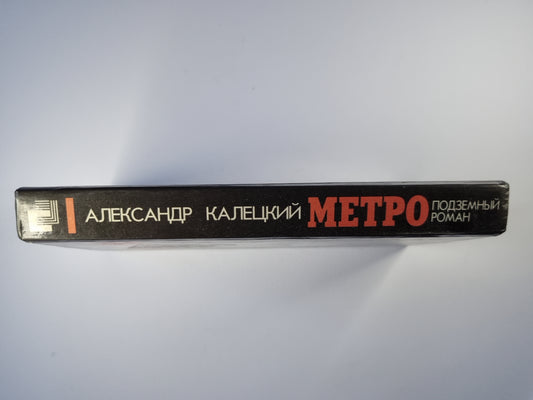 АЛЕКСАНДР КАЛЕЦКИЙ МЕТРО ПОДЗЕМНЫЙ
РОМАН